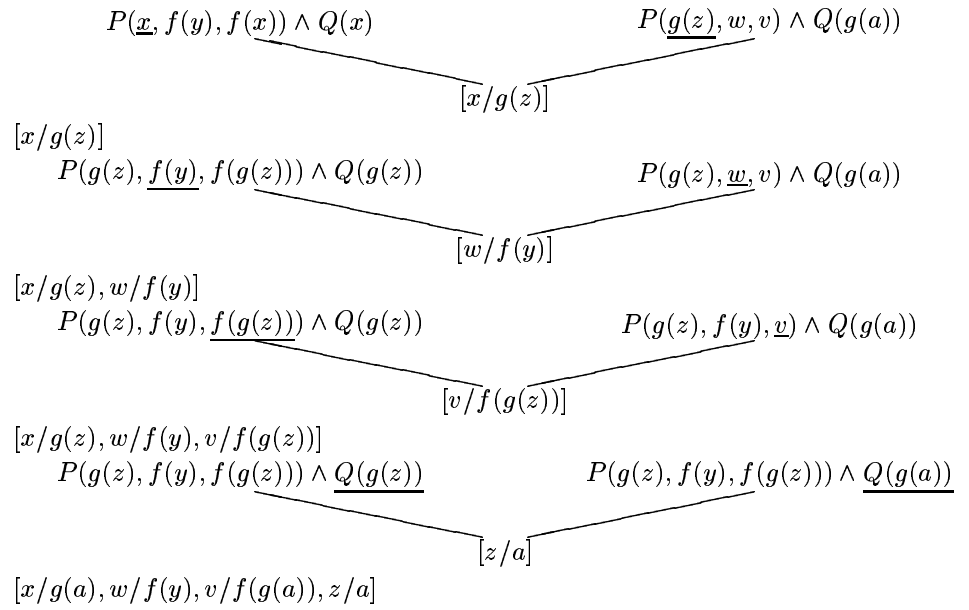 P(x, f(y), f(x)) ∧ Q(x) P(g(z), w, v) ∧ Q(g(a))
[x/g(z)]
[x/g(z)]
P(g(z), f(y), f(g(z))) ∧ Q(g(z)) P(g(z), w, v) ∧ Q(g(a))
[w/f(y)]
[x/g(z), w/f(y)]
P(g(z), f(y), f(g(z))) ∧ Q(g(z)) P(g(z), f(y), v) ∧ Q(g(a))
[v/f(g(z))]
[x/g(z), w/f(y), v/f(g(z))]
P(g(z), f(y), f(g(z))) ∧ Q(g(z)) P(g(z), f(y), f(g(z))) ∧ Q(g(a))
[z/a]
[x/g(a), w/f(y), v/f(g(a)), z/a]